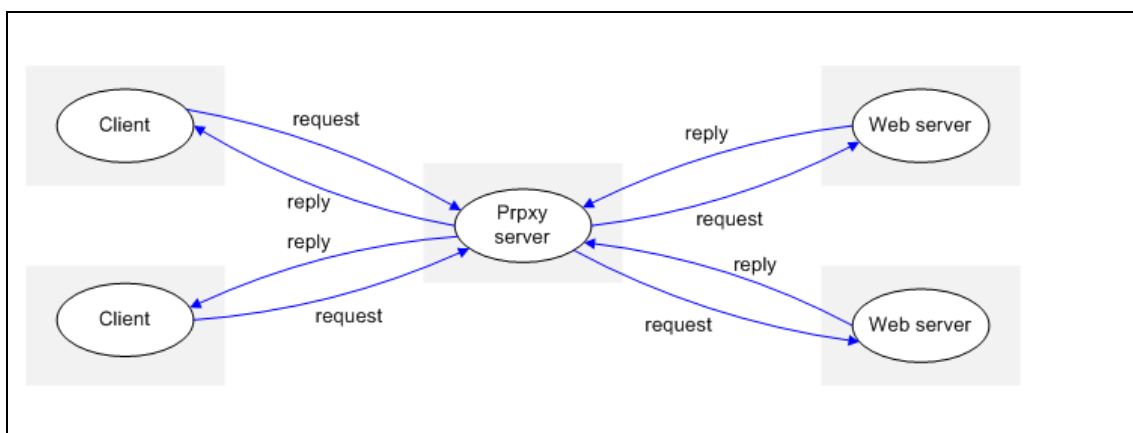 Client
request
reply
Web server
reply
request
Prpxy
server
reply
request
Client
reply
request
Web server